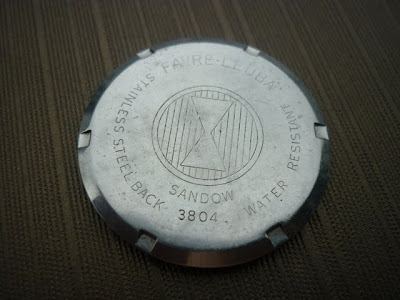 FAVRE-LEUBA
STAINLESS STEEL BACK
SANDOW
3804
WATER RESISTANT